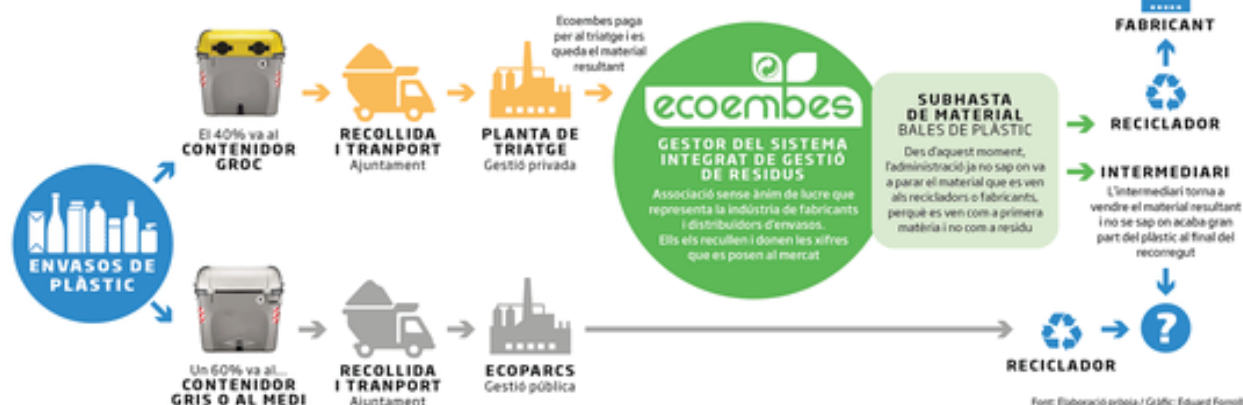 FABRICANT
Ecoembes paga
per al triatge i es
queda el material
resultant
ecoembes
GESTOR DEL SISTEMA
INTEGRAT DE GESTIÓ
DE RESIDUS
Associació sense ànim de lucre que
representa la indústria de fabricants
i distribuïdors d'envasos.
Ells els recullen i donen les xifres
que es posen al mercat
SUBHASTA
DE MATERIAL
BALES DE PLÀSTIC
Des d'aquest moment,
l'administració ja no sap on va
a parar el material que es ven
als recicladors o fabricants,
perquè es ven com a primera
matèria i no com a residu
RECICLADOR
INTERMEDIARI
L'intermediari torna a
vendre el material resultant
i no se sap on acaba gran
part del plàstic al final del
recorregut
El 40% va al
CONTENIDOR
GROC
RECOLLIDA
I TRANPORT
Ajuntament
PLANTA DE
TRIATGE
Gestió privada
ENVASOS DE
PLÀSTIC
Un 60% va al...
CONTENIDOR
GRIS O AL MEDI
RECOLLIDA
I TRANPORT
Ajuntament
ECOPARCS
Gestió pública
RECICLADOR
?
Font: Elaboració pròpia / Gràfic: Eduard Forroll